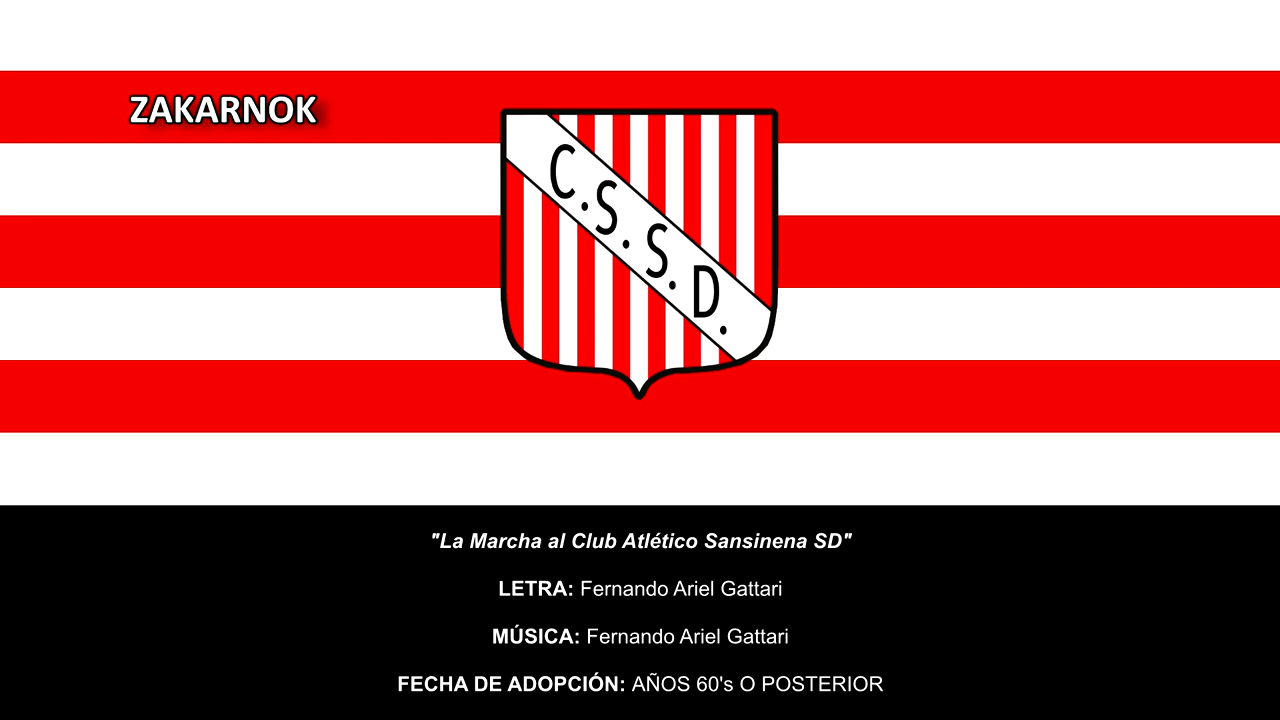 ZAKARNOK
C.S.S.D.
"La Marcha al Club Atlético Sansinena SD"
LETRA: Fernando Ariel Gattari
MÚSICA: Fernando Ariel Gattari
FECHA DE ADOPCIÓN: AÑOS 60's O POSTERIOR